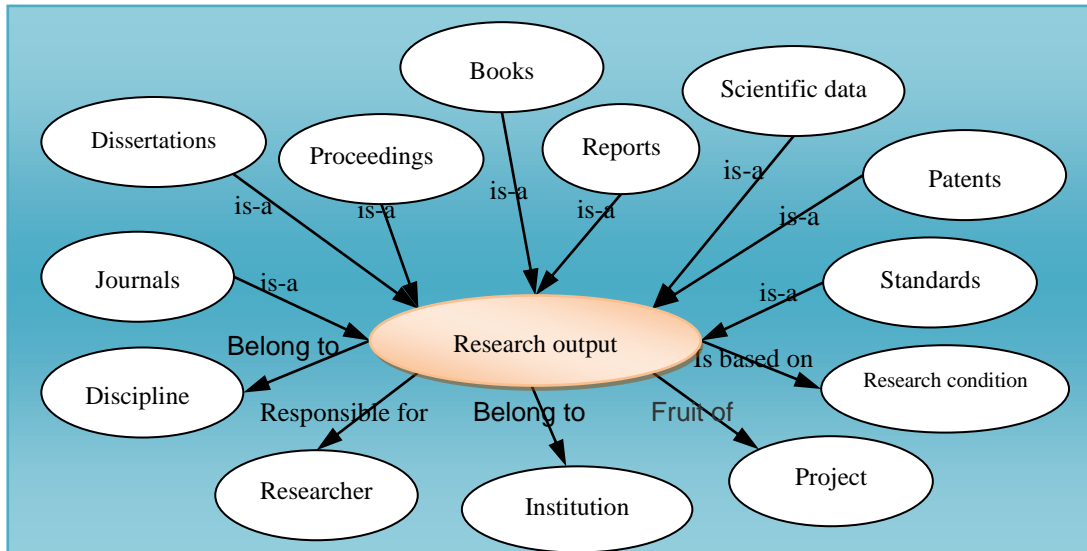 Books
Scientific data
Dissertations
Proceedings
Reports
Patents
is-a
is-a
is-a
is-a
is-a
is-a
Journals
is-a
is-a
Standards
Belong to
Research output
Is based on
Discipline
Research condition
Responsible for
Belong to
Fruit of
Researcher
Institution
Project